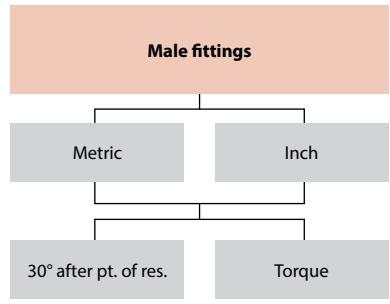 Male fittings
Metric
Inch
30° after pt. of res.
Torque